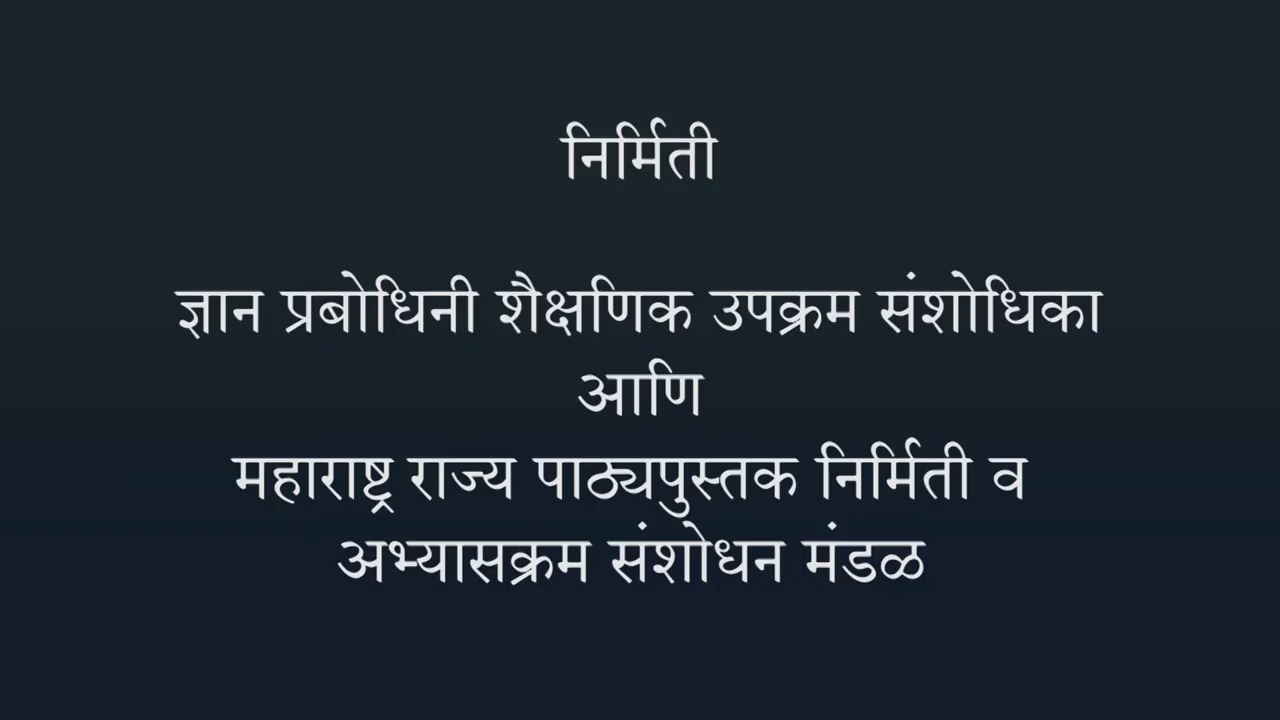 निर्मिती
ज्ञान प्रबोधिनी शैक्षणिक उपक्रम संशोधिका
आणि
महाराष्ट्र राज्य पाठ्यपुस्तक निर्मिती व
अभ्यासक्रम संशोधन मंडळ